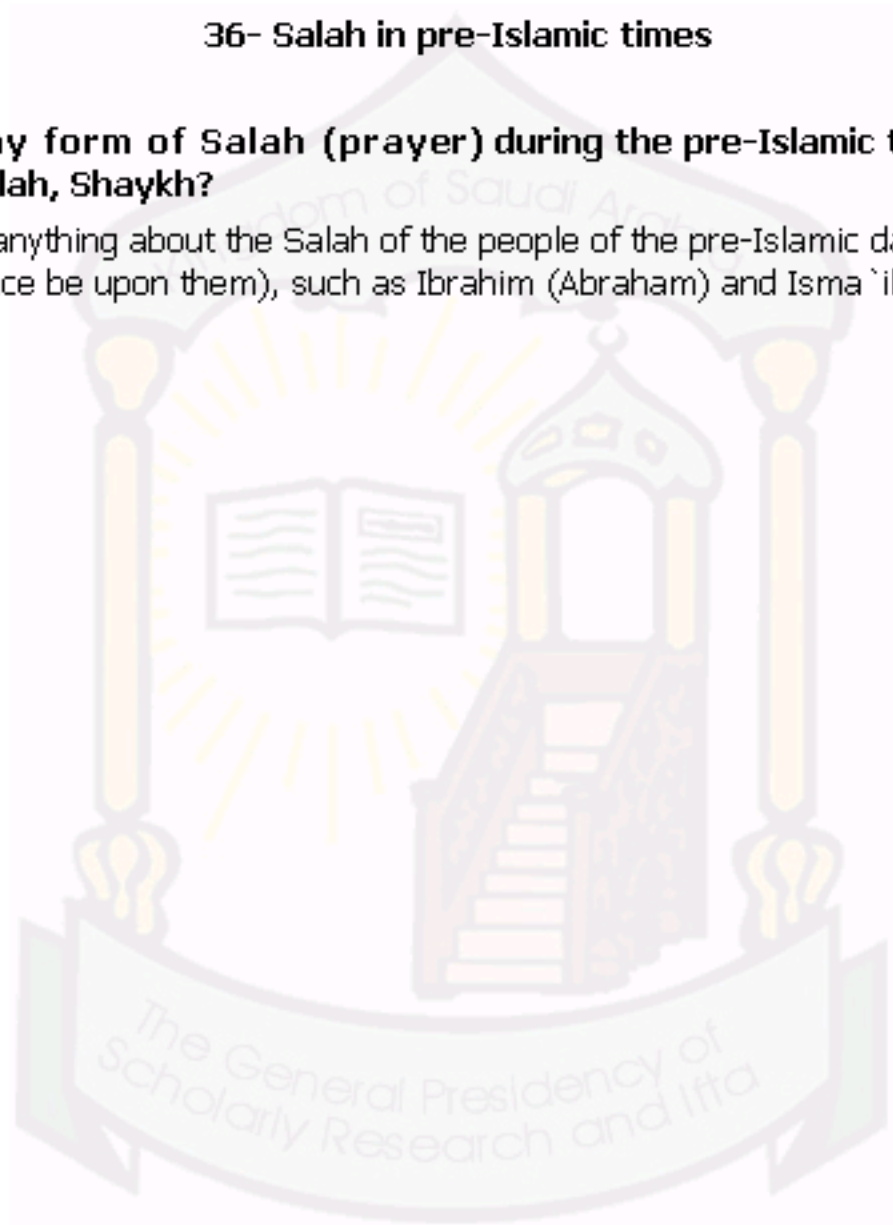 36- Salah in pre-Islamic times
y form of Salah (prayer) during the pre-Islamic t
lah, Shaykh?
anything about the Salah of the people of the pre-Islamic da
ce be upon them), such as Ibrahim (Abraham) and Isma`il
Kingdom of Saudi Arabia
The General Presidency of
Scholarly Research and Ifta